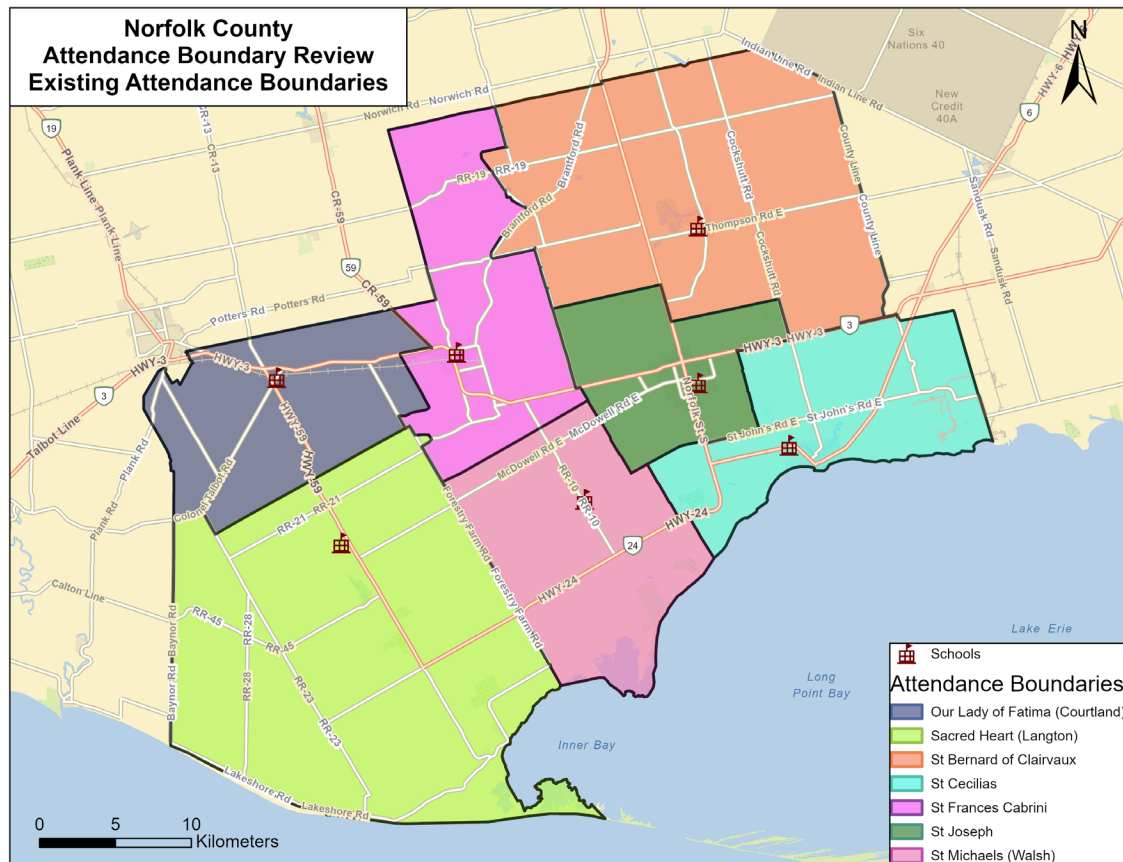 Norfolk County
Attendance Boundary Review
Existing Attendance Boundaries
N
Six
Nations 40
New
Credit
40A
Indian Line Rd
Indian Line Rd
HWY-6
HWY-6
6
19
Plank Line
Plank Line
CR-13
CR-13
Norwich Rd
Norwich Rd
CR-59
59
CR-59
Brantford Rd
Brantford Rd
RR-19
RR-19
Cockshutt Rd
Cockshutt Rd
County Line
County Line
Thompson Rd E
Sandusk Rd
Sandusk Rd
Potters Rd
Potters Rd
HWY-3
HWY-3
3
Talbot Line
HWY-3
HWY-3
3
Plank Rd
Plank Rd
Colonel Talbot Rd
HWY-59
HWY-59
McDowell Rd E
McDowell Rd E
Norfolk St S
St John's Rd E
St John's Rd E
RR-21
RR-21
Forestry Farm Rd
Forestry Farm Rd
RR-10
RR-10
HWY-24
HWY-24
24
Calton Line
Baynor Rd
Baynor Rd
RR-45
RR-45
RR-28
RR-28
RR-23
RR-23
Lakeshore Rd
Lakeshore Rd
Inner Bay
Long
Point Bay
Lake Erie
0 5 10
Kilometers
Schools
Attendance Boundaries
Our Lady of Fatima (Courtland)
Sacred Heart (Langton)
St Bernard of Clairvaux
St Cecilias
St Frances Cabrini
St Joseph
St Michaels (Walsh)